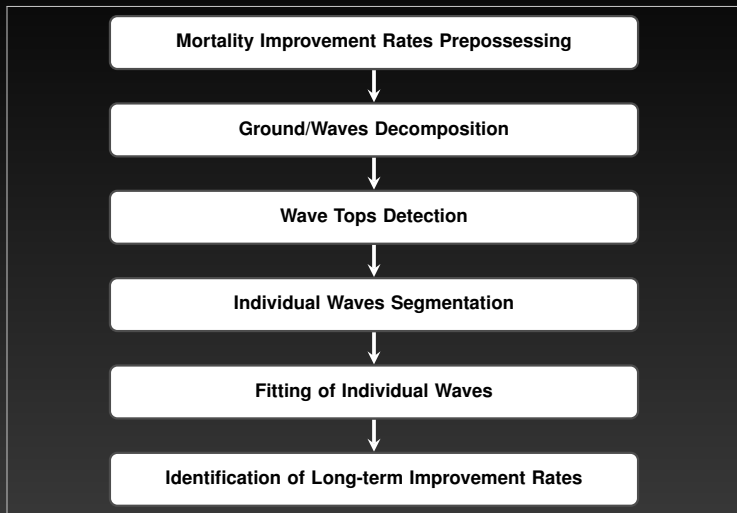 Mortality Improvement Rates Prepossessing
Ground/Waves Decomposition
Wave Tops Detection
Individual Waves Segmentation
Fitting of Individual Waves
Identification of Long-term Improvement Rates